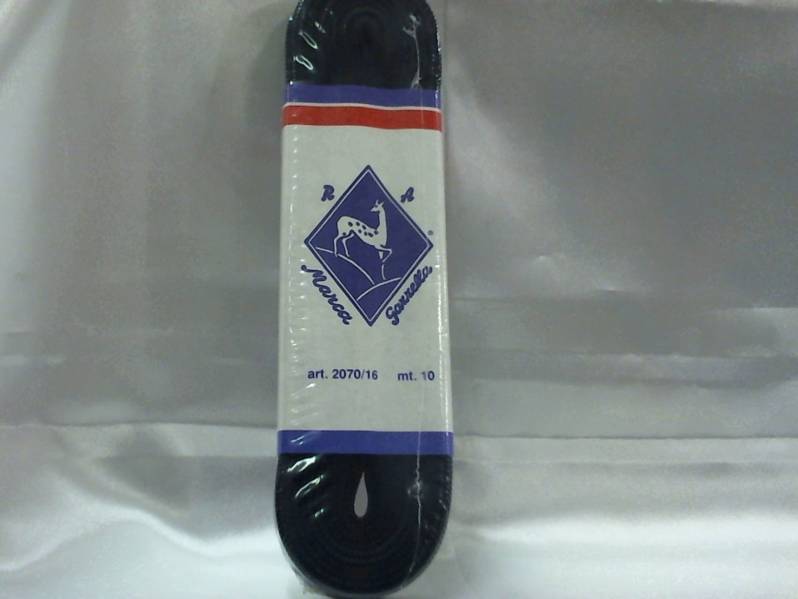 R A
®
Marca Gazzella
art. 2070/16 mt. 10